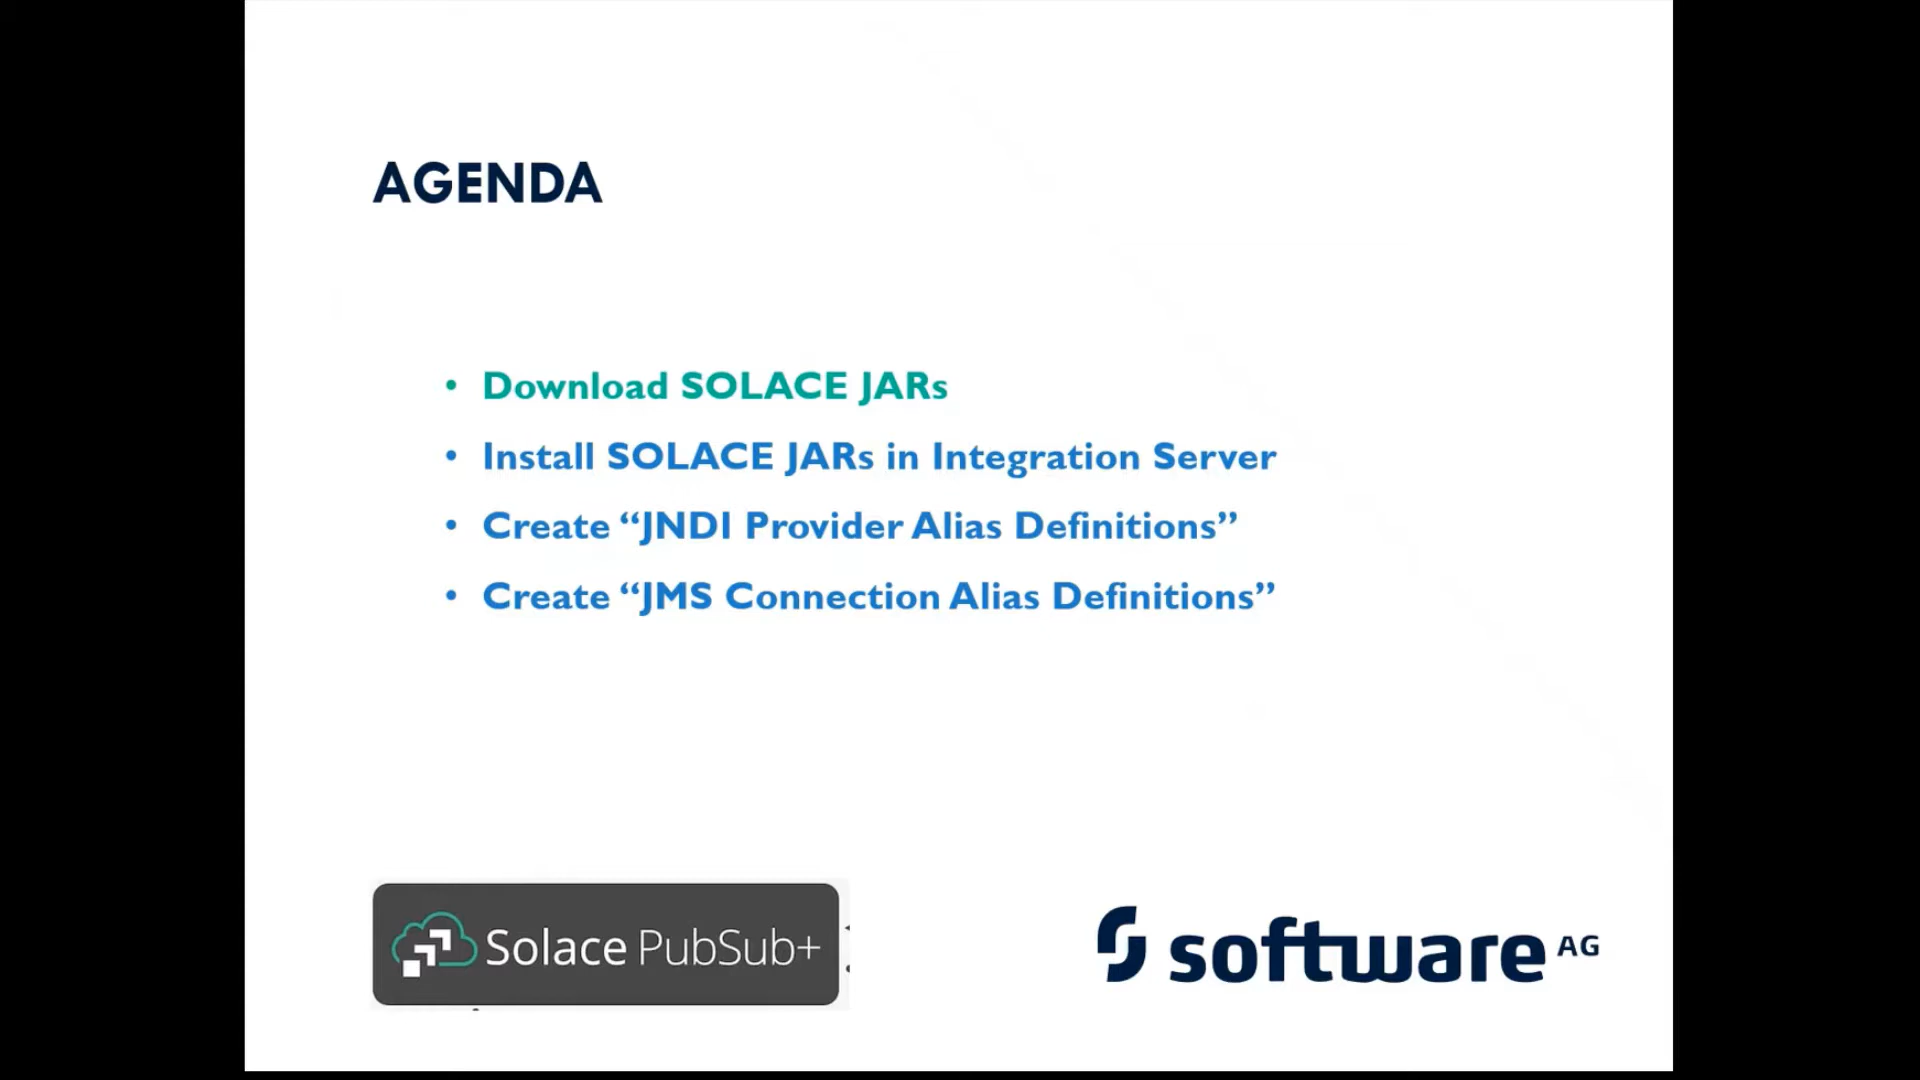 AGENDA
• Download SOLACE JARs
• Install SOLACE JARs in Integration Server
• Create “JNDI Provider Alias Definitions”
• Create “JMS Connection Alias Definitions”
Solace PubSub+
software AG